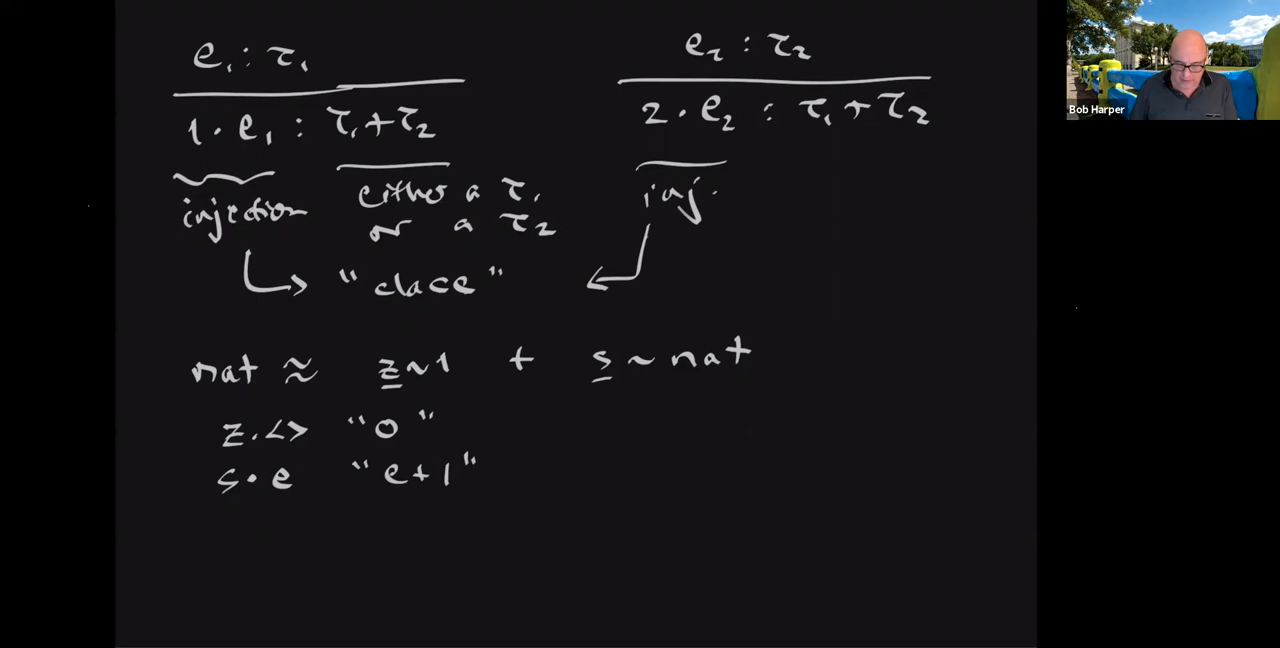 e₁ : τ₁
e₂ : τ₂
1 · e₁ : τ₁ + τ₂
2 · e₂ : τ₁ + τ₂
injection
either a τ₁
or a τ₂
inj.
"class"
nat ≈ z ~ 1 + s ~ nat
z.<> "0"
s · e "e + 1"
Bob Harper